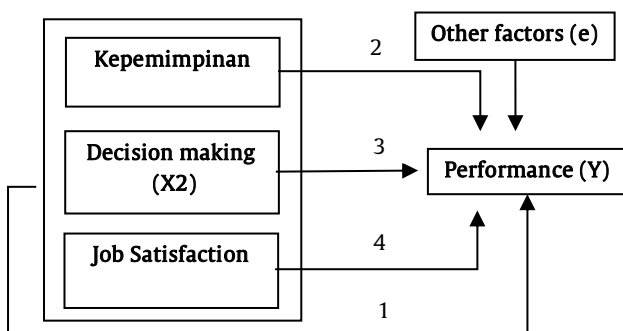 Kepemimpinan
2
Other factors (e)
Decision making
(X2)
3
Performance (Y)
Job Satisfaction
4
1